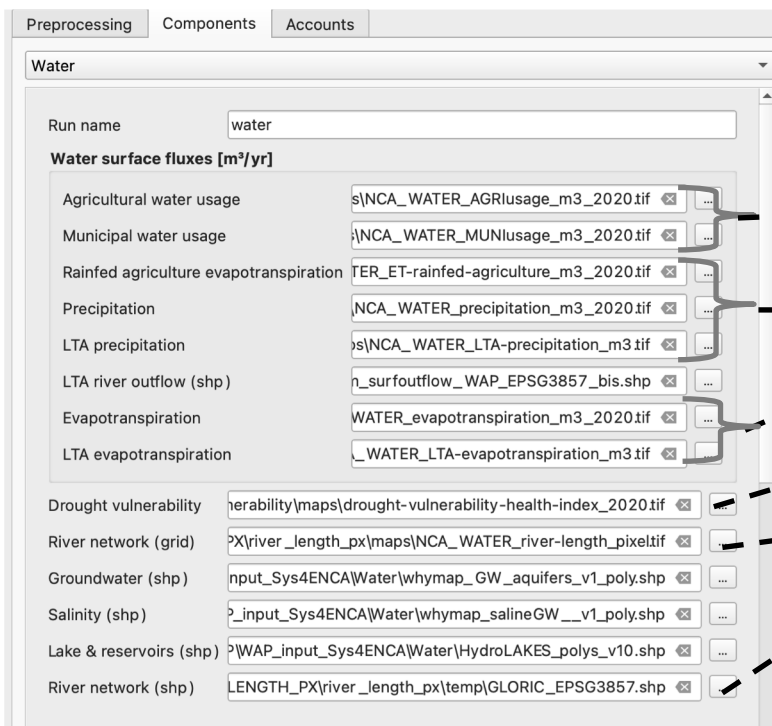 Preprocessing Components Accounts
Water
Run name water
Water surface fluxes [m³/yr]
Agricultural water usage s\NCA_WATER_AGRIusage_m3_2020.tif ...
Municipal water usage \NCA_WATER_MUNIusage_m3_2020.tif ...
Rainfed agriculture evapotranspiration TER_ET-rainfed-agriculture_m3_2020.tif ...
Precipitation \NCA_WATER_precipitation_m3_2020.tif ...
LTA precipitation os\NCA_WATER_LTA-precipitation_m3.tif ...
LTA river outflow (shp) n_surfoutflow_WAP_EPSG3857_bis.shp ...
Evapotranspiration WATER_evapotranspiration_m3_2020.tif ...
LTA evapotranspiration \_WATER_LTA-evapotranspiration_m3.tif ...
Drought vulnerability nerability\maps\drought-vulnerability-health-index_2020.tif ...
River network (grid) PX\river_length_px\maps\NCA_WATER_river-length_pixel.tif ...
Groundwater (shp) nput_Sys4ENCA\Water\whymap_GW_aquifers_v1_poly.shp ...
Salinity (shp) P_input_Sys4ENCA\Water\whymap_salineGW__v1_poly.shp ...
Lake & reservoirs (shp) P\WAP_input_Sys4ENCA\Water\HydroLAKES_polys_v10.shp ...
River network (shp) LENGTH_PX\river_length_px\temp\GLORIC_EPSG3857.shp ...